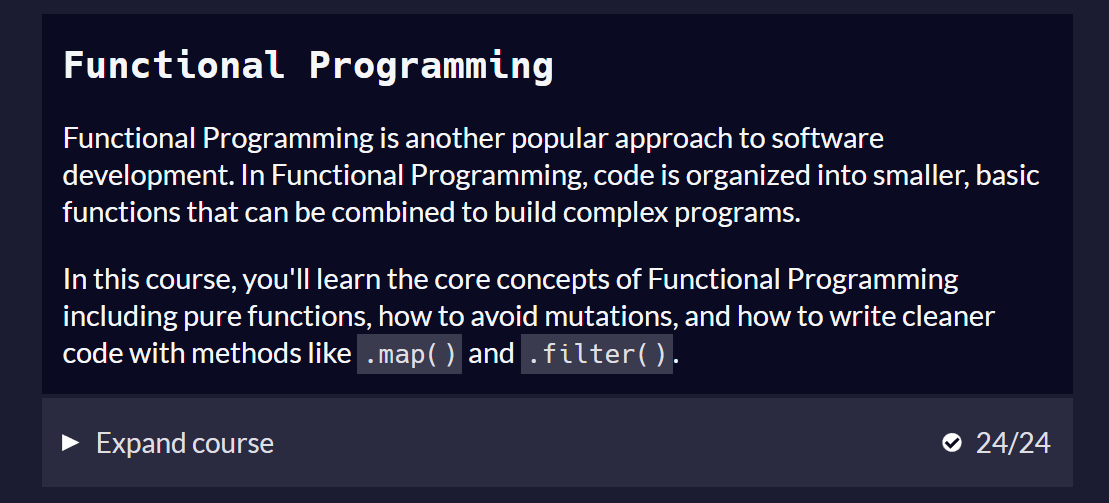 Functional Programming
Functional Programming is another popular approach to software
development. In Functional Programming, code is organized into smaller, basic
functions that can be combined to build complex programs.
In this course, you'll learn the core concepts of Functional Programming
including pure functions, how to avoid mutations, and how to write cleaner
code with methods like .map() and .filter().
Expand course 24/24